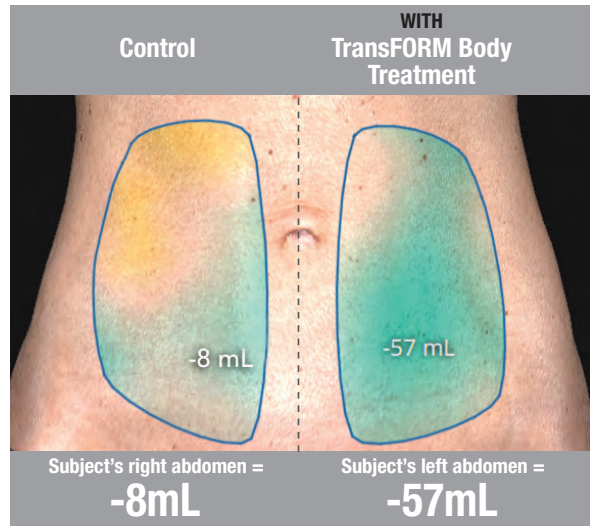 Control
WITH
TransFORM Body
Treatment
-8 mL
-57 mL
Subject's right abdomen =
-8mL
Subject's left abdomen =
-57mL